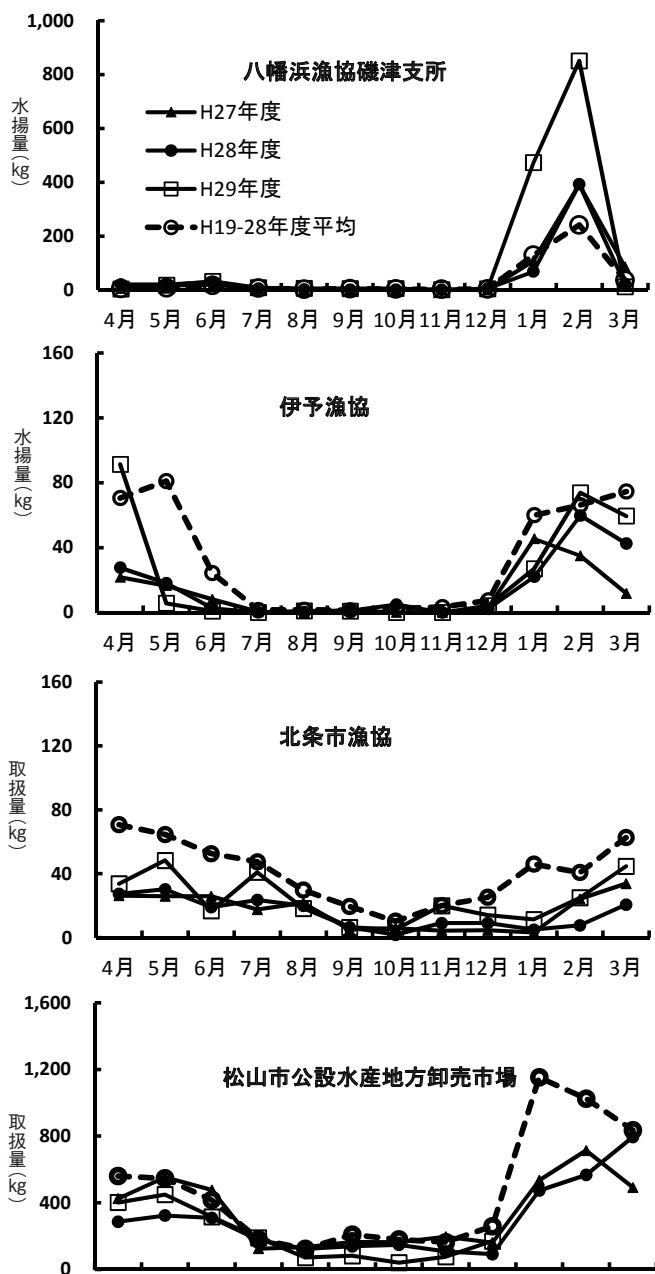 1,000
800
600
400
200
0
水揚量(kg)
八幡浜漁協磯津支所
H27年度
H28年度
H29年度
H19-28年度平均
4月 5月 6月 7月 8月 9月 10月 11月 12月 1月 2月 3月
160
120
80
40
0
水揚量(kg)
伊予漁協
4月 5月 6月 7月 8月 9月 10月 11月 12月 1月 2月 3月
160
120
80
40
0
取扱量(kg)
北条市漁協
4月 5月 6月 7月 8月 9月 10月 11月 12月 1月 2月 3月
1,600
1,200
800
400
0
取扱量(kg)
松山市公設水産地方卸売市場